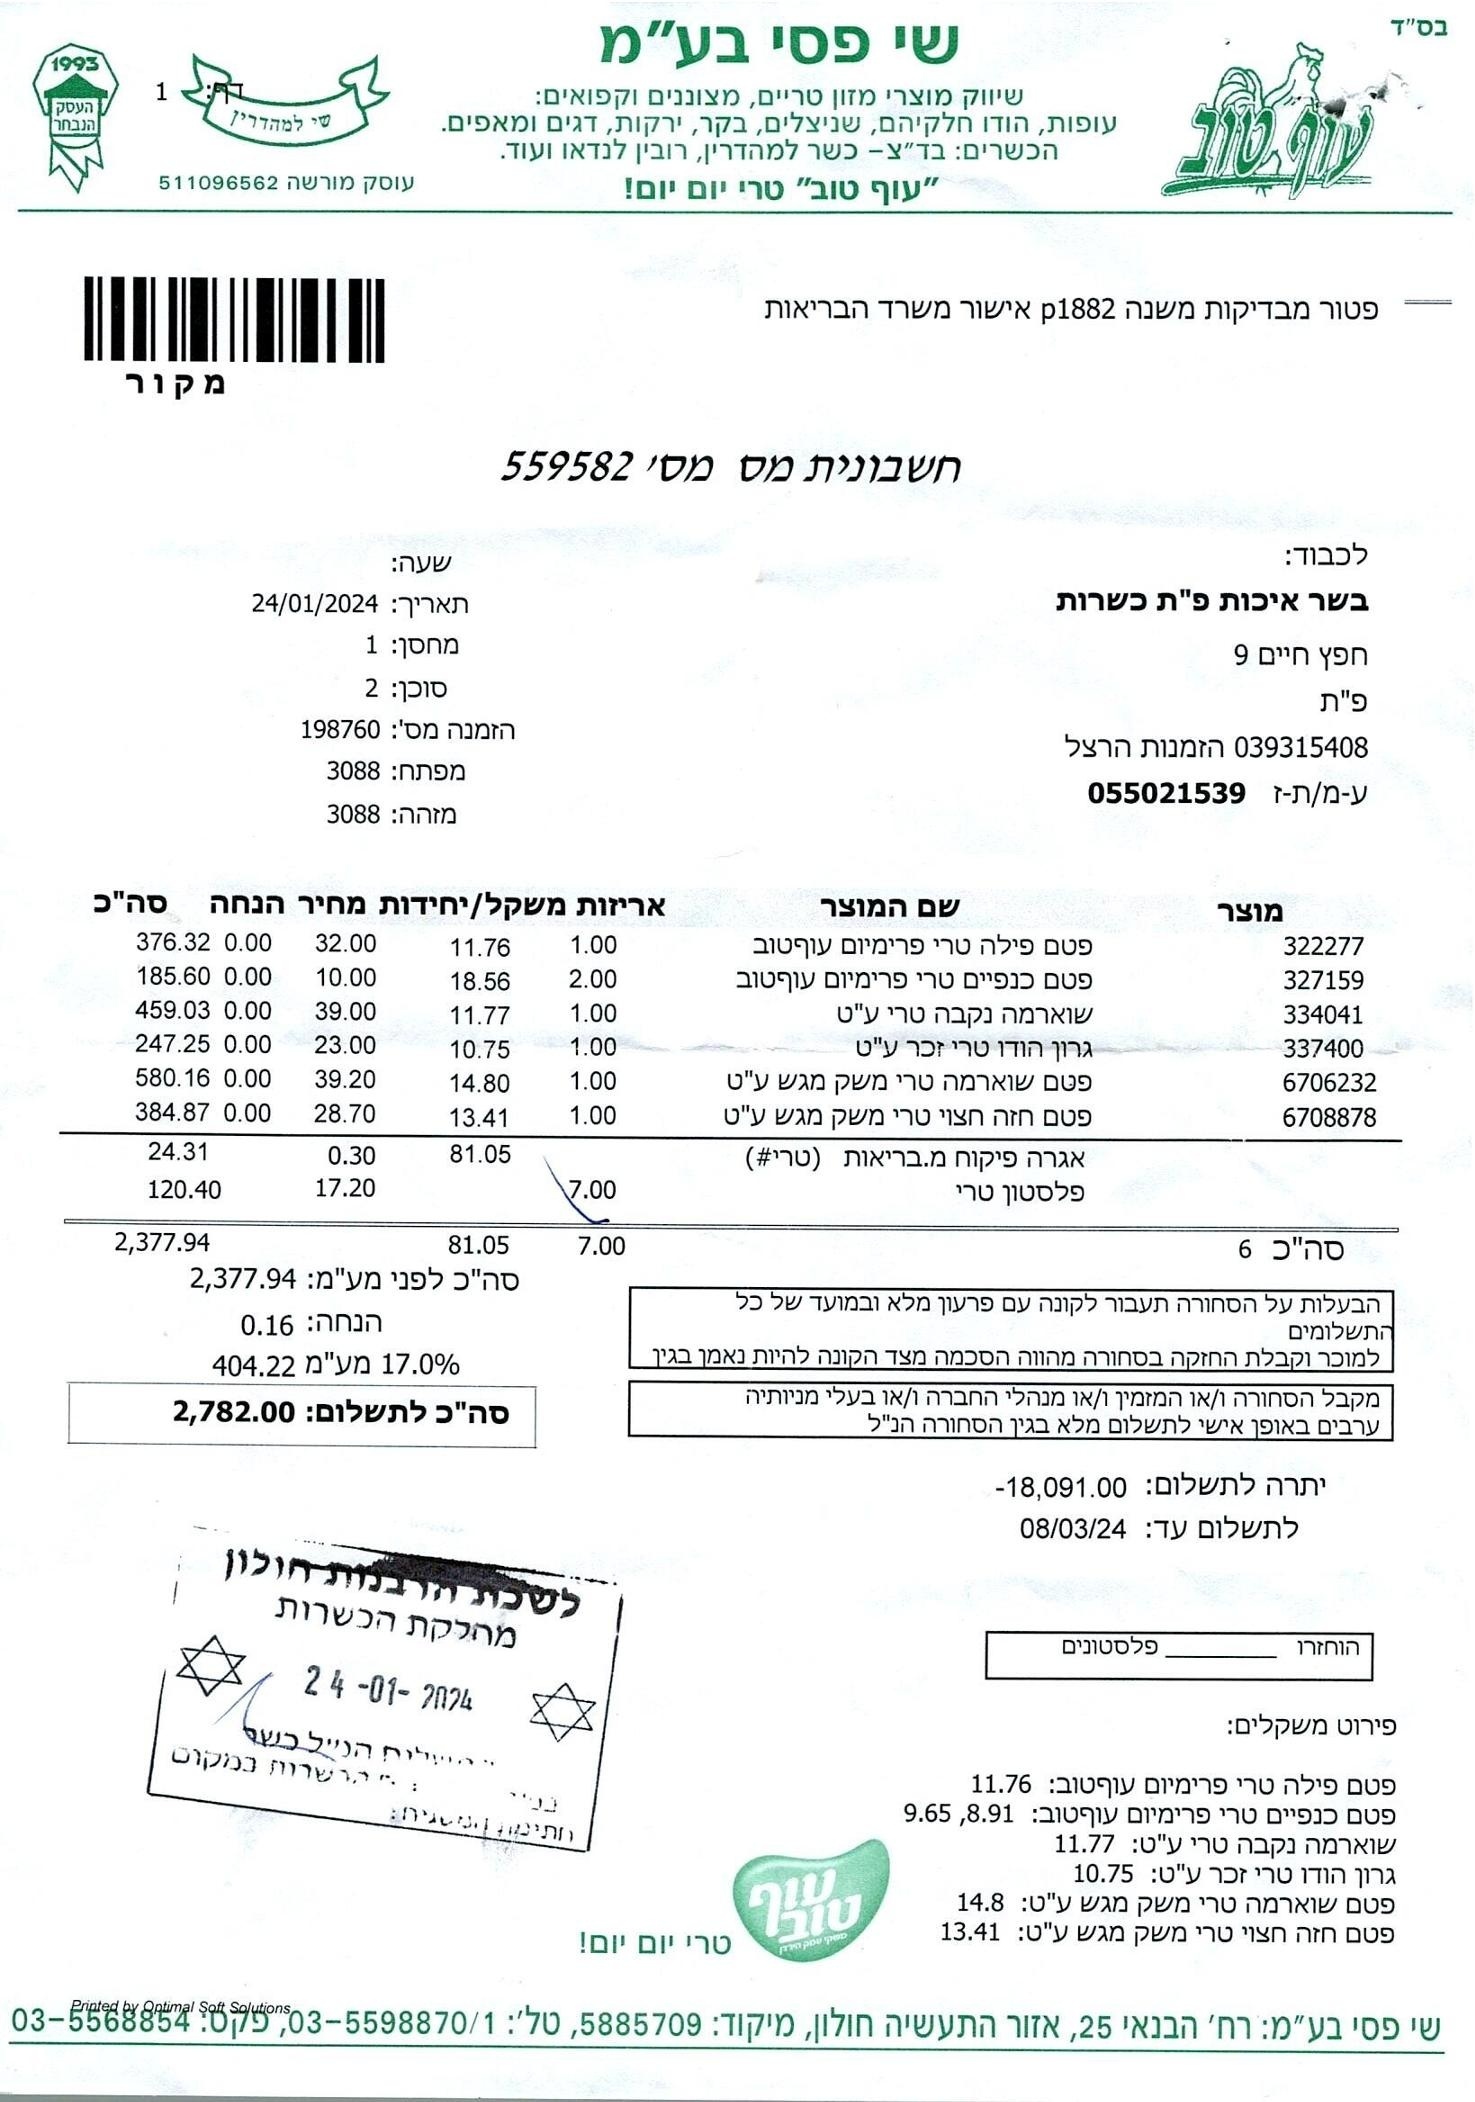 בס"ד
שי פסי בע"מ
שיווק מוצרי מזון טריים, מצוננים וקפואים:
עופות, הודו חלקיהם, שניצלים, בקר, ירקות, דגים ומאפים.
הכשרים: בד"צ – כשר למהדרין, רובין לנדאו ועוד.
"עוף טוב" טרי יום יום!
עוף טוב
דף: 1
שי למהדרין
1993
העסק
הנבחר
עוסק מורשה 511096562
פטור מבדיקות משנה p1882 אישור משרד הבריאות
מקור
חשבונית מס מס' 559582
לכבוד:
בשר איכות פ"ת כשרות
חפץ חיים 9
פ"ת
039315408 הזמנות הרצל
ע-מ/ת-ז 055021539
שעה:
תאריך: 24/01/2024
מחסן: 1
סוכן: 2
הזמנה מס': 198760
מפתח: 3088
מזהה: 3088
מוצר שם המוצר אריזות משקל/יחידות מחיר הנחה סה"כ
322277 פטם פילה טרי פרימיום עוףטוב 1.00 11.76 32.00 0.00 376.32
327159 פטם כנפיים טרי פרימיום עוףטוב 2.00 18.56 10.00 0.00 185.60
334041 שוארמה נקבה טרי ע"ט 1.00 11.77 39.00 0.00 459.03
337400 גרון הודו טרי זכר ע"ט 1.00 10.75 23.00 0.00 247.25
6706232 פטם שוארמה טרי משק מגש ע"ט 1.00 14.80 39.20 0.00 580.16
6708878 פטם חזה חצוי טרי משק מגש ע"ט 1.00 13.41 28.70 0.00 384.87
אגרה פיקוח מ.בריאות (טרי#) 81.05 0.30 24.31
פלסטון טרי 7.00 17.20 120.40
סה"כ 6 7.00 81.05 2,377.94
סה"כ לפני מע"מ: 2,377.94
הנחה: 0.16
17.0% מע"מ 404.22
סה"כ לתשלום: 2,782.00
הבעלות על הסחורה תעבור לקונה עם פרעון מלא ובמועד של כל
התשלומים
למוכר וקבלת החזקה בסחורה מהווה הסכמה מצד הקונה להיות נאמן בגין
מקבל הסחורה ו/או המזמין ו/או מנהלי החברה ו/או בעלי מניותיה
ערבים באופן אישי לתשלום מלא בגין הסחורה הנ"ל
יתרה לתשלום: -18,091.00
לתשלום עד: 08/03/24
לשכת הרבנות חולון
מחלקת הכשרות
24-01-2024
הנייל כשר
במקום
חתימת המשגיח:
הוחזרו ________ פלסטונים
פירוט משקלים:
פטם פילה טרי פרימיום עוףטוב: 11.76
פטם כנפיים טרי פרימיום עוףטוב: 8.91, 9.65
שוארמה נקבה טרי ע"ט: 11.77
גרון הודו טרי זכר ע"ט: 10.75
פטם שוארמה טרי משק מגש ע"ט: 14.8
פטם חזה חצוי טרי משק מגש ע"ט: 13.41
עוף
טוב
משקי עמק הירדן
טרי יום יום!
Printed by Optimal Soft Solutions
שי פסי בע"מ: רח' הבנאי 25, אזור התעשיה חולון, מיקוד: 5885709, טל': 03-5598870/1, פקס: 03-5568854